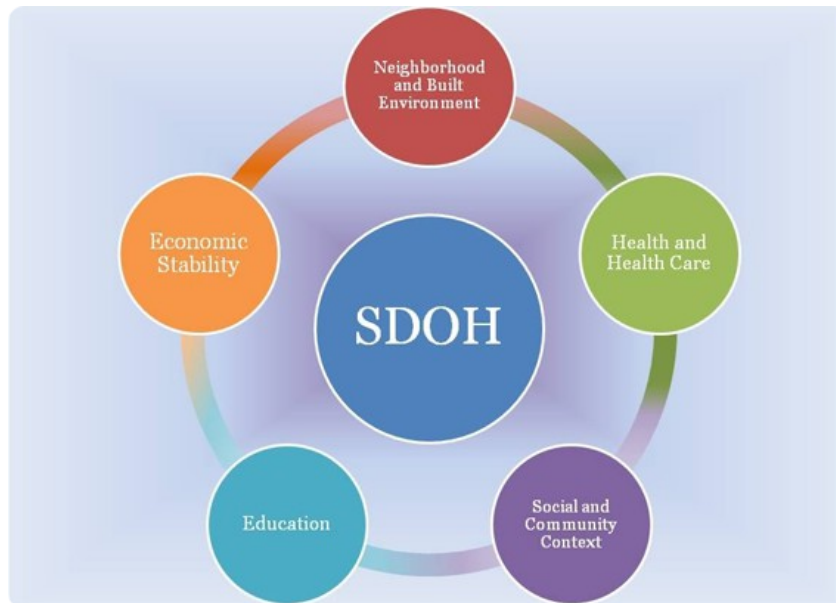 Neighborhood
and Built
Environment
Economic
Stability
Health and
Health Care
SDOH
Education
Social and
Community
Context